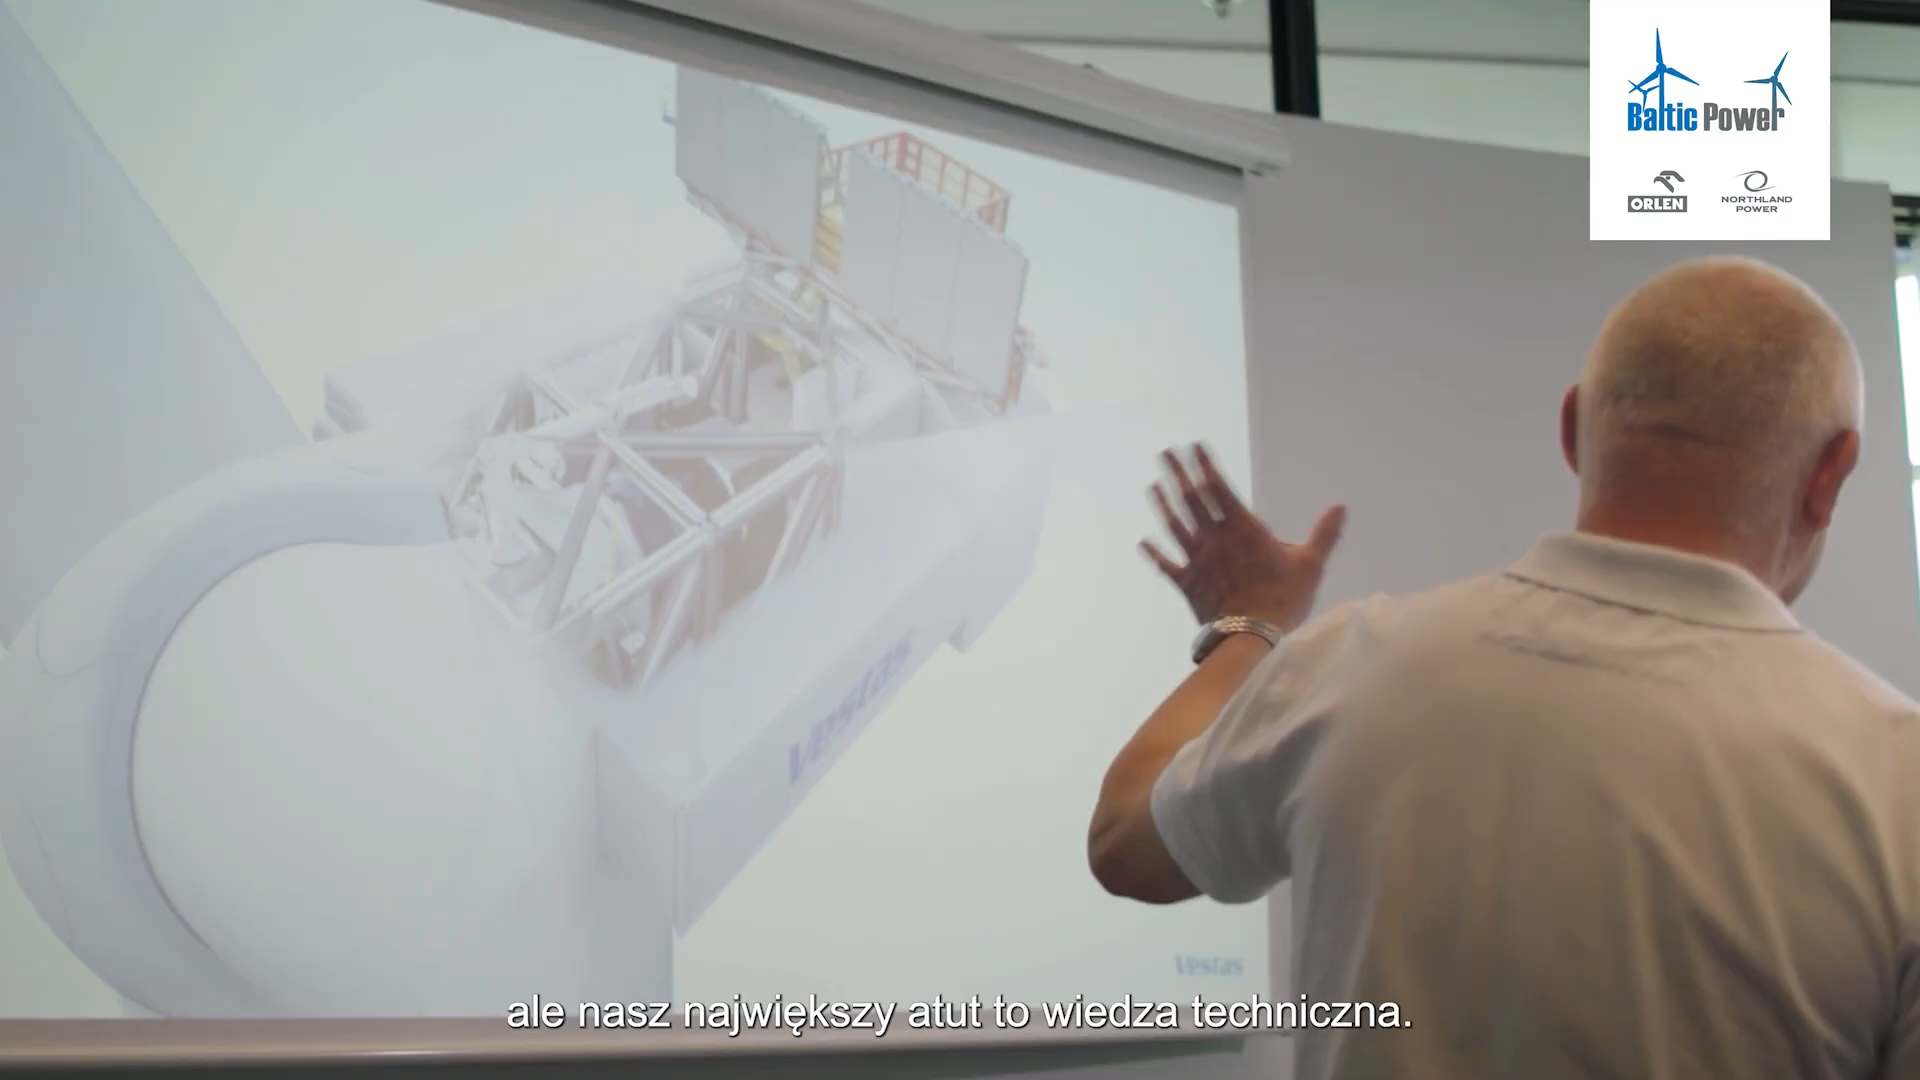 Baltic Power
ORLEN
NORTHLAND
POWER
Vestas
Vestas
ale nasz największy atut to wiedza techniczna.